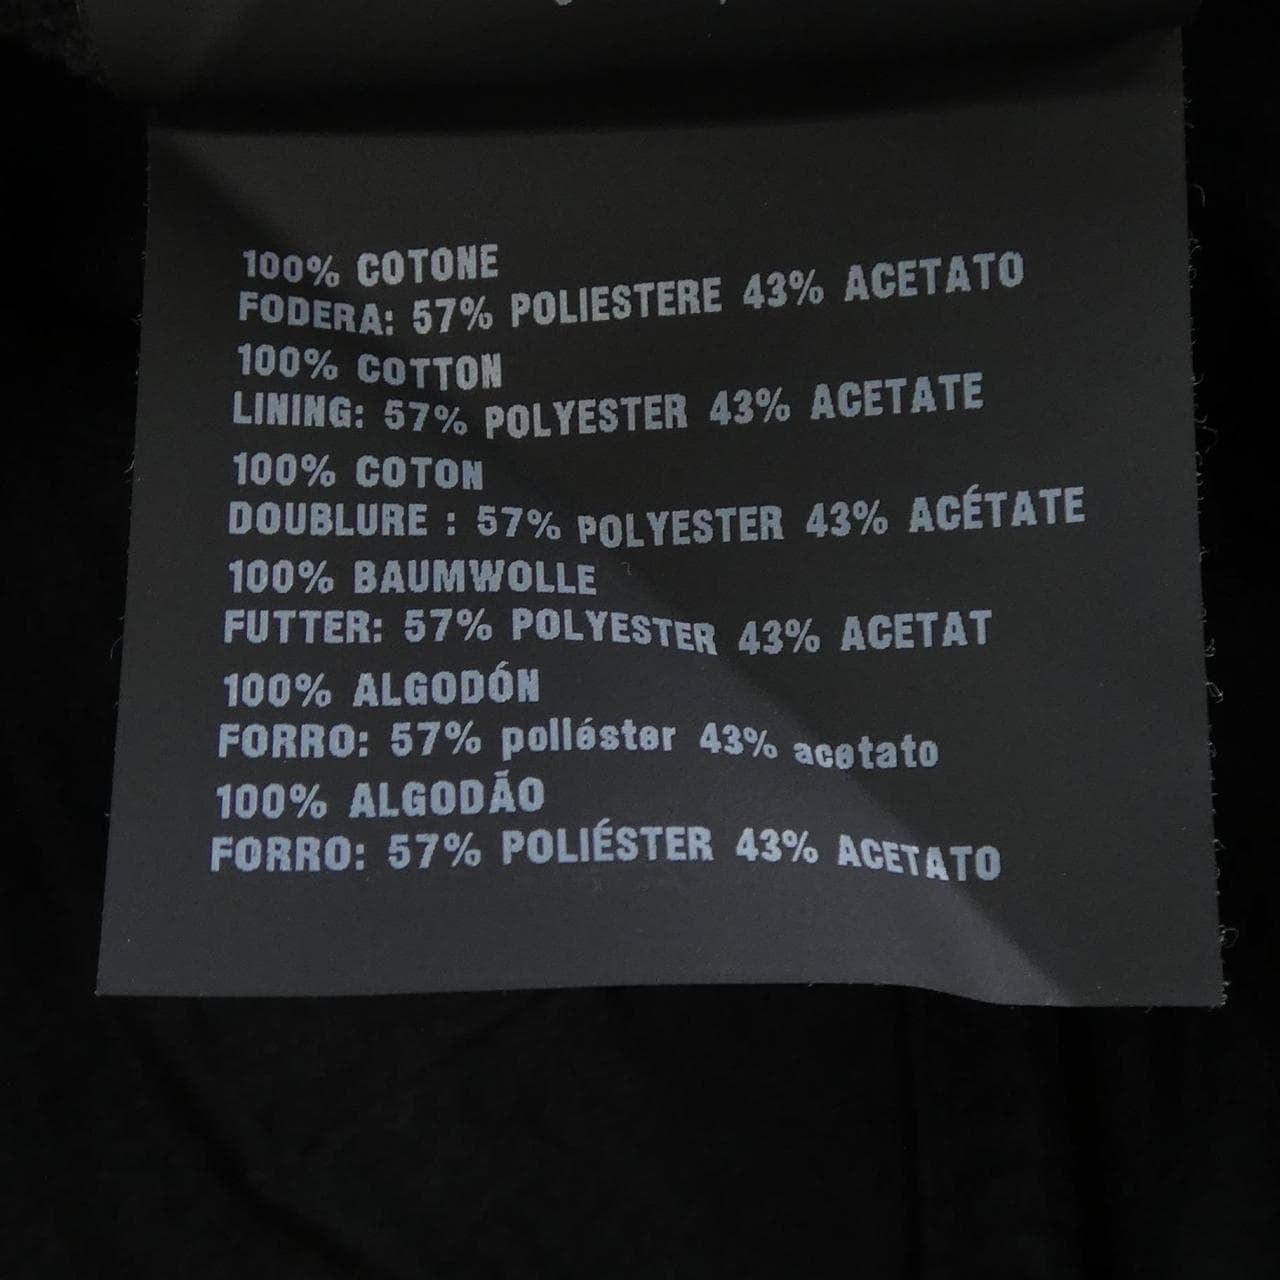 100% COTONE
FODERA: 57% POLIESTERE 43% ACETATO
100% COTTON
LINING: 57% POLYESTER 43% ACETATE
100% COTON
DOUBLURE : 57% POLYESTER 43% ACÉTATE
100% BAUMWOLLE
FUTTER: 57% POLYESTER 43% ACETAT
100% ALGODÓN
FORRO: 57% poliéster 43% acetato
100% ALGODÃO
FORRO: 57% POLIÉSTER 43% ACETATO